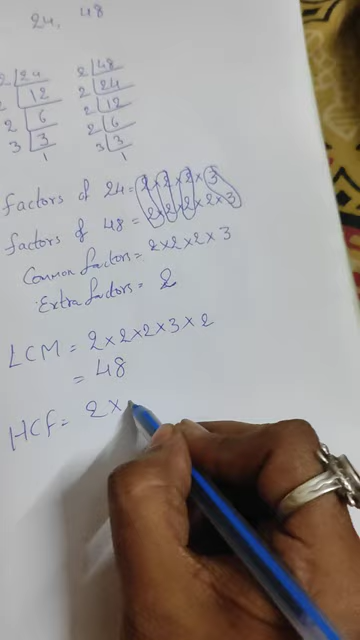 24, 48
2 24 2 48
2 12 2 24
2 6 2 12
3 3 2 6
1 3 3
1
factors of 24 = 2×2×2×3
factors of 48 = 2×2×2×2×3
Common factors = 2×2×2×3
Extra factors = 2
LCM = 2×2×2×3×2
= 48
HCF = 2×